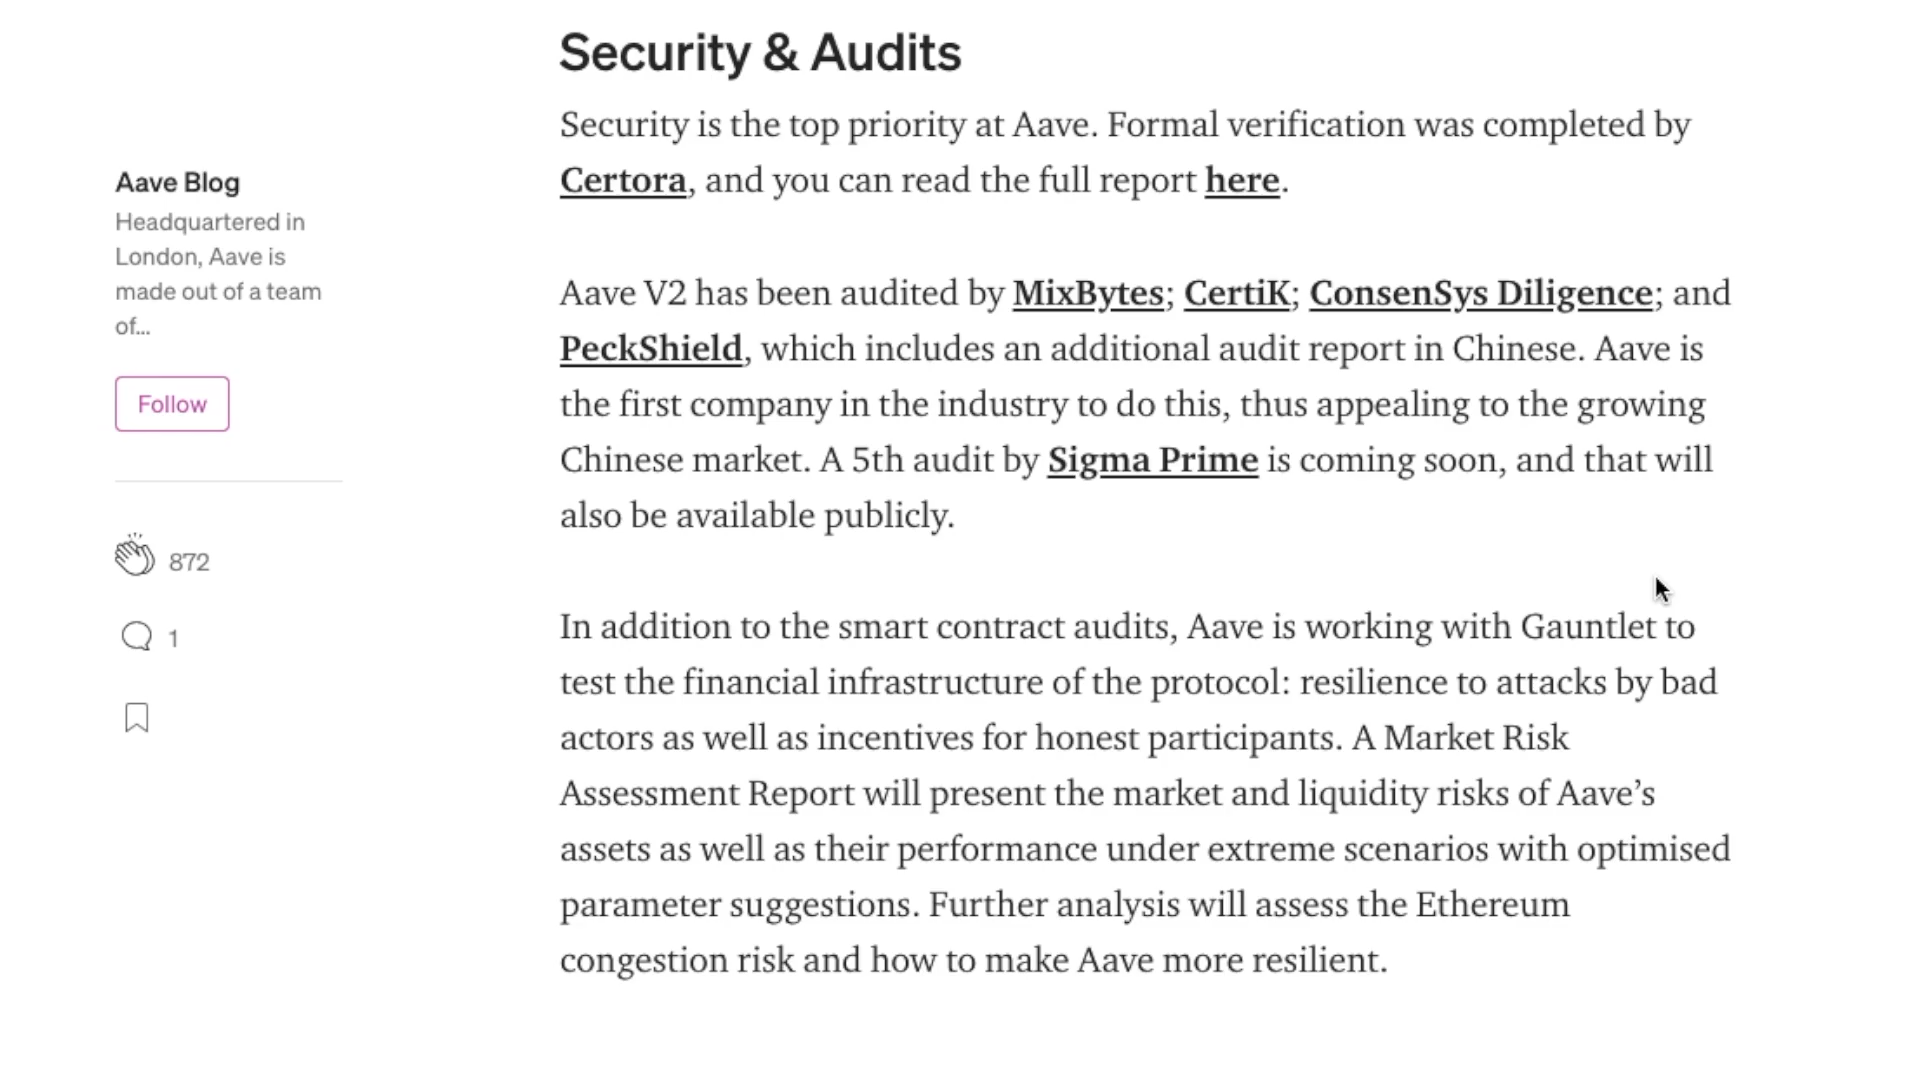 Security & Audits
Security is the top priority at Aave. Formal verification was completed by
Certora, and you can read the full report here.
Aave Blog
Headquartered in
London, Aave is
made out of a team
of...
Follow
872
1
Aave V2 has been audited by MixBytes; CertiK; ConsenSys Diligence; and
PeckShield, which includes an additional audit report in Chinese. Aave is
the first company in the industry to do this, thus appealing to the growing
Chinese market. A 5th audit by Sigma Prime is coming soon, and that will
also be available publicly.
In addition to the smart contract audits, Aave is working with Gauntlet to
test the financial infrastructure of the protocol: resilience to attacks by bad
actors as well as incentives for honest participants. A Market Risk
Assessment Report will present the market and liquidity risks of Aave’s
assets as well as their performance under extreme scenarios with optimised
parameter suggestions. Further analysis will assess the Ethereum
congestion risk and how to make Aave more resilient.